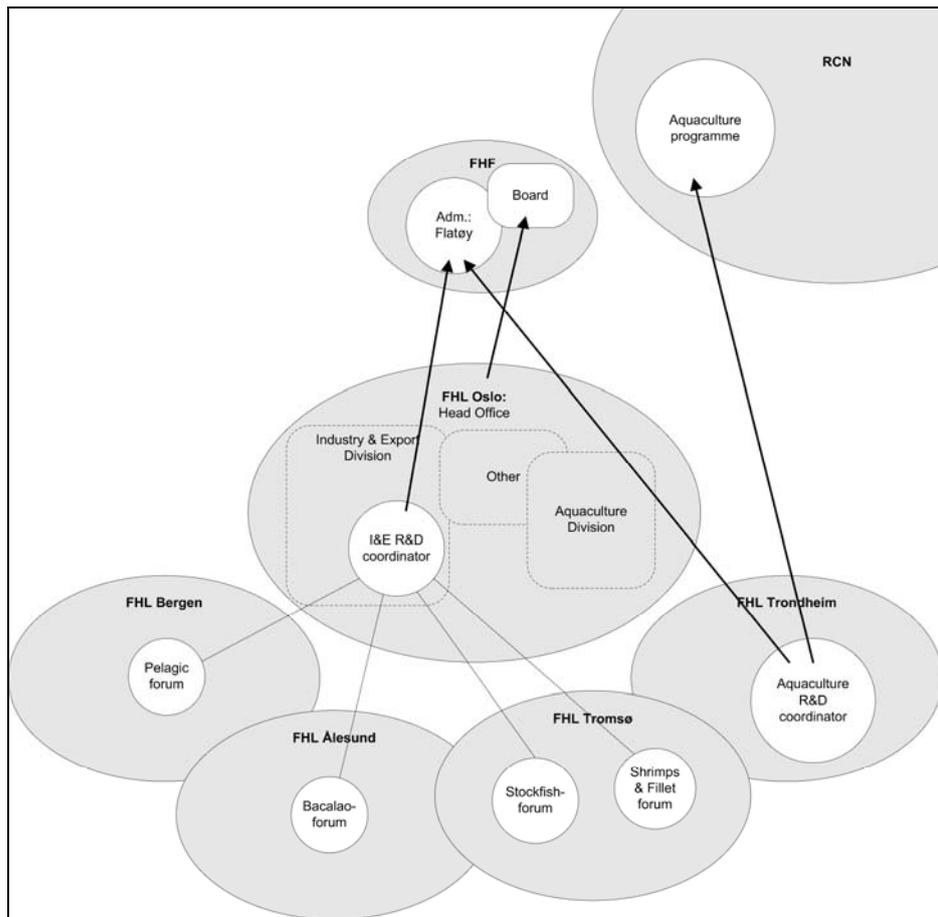 RCN
Aquaculture
programme
FHF
Board
Adm.:
Flatøy
FHL Oslo:
Head Office
Industry & Export
Division
Other
Aquaculture
Division
I&E R&D
coordinator
FHL Bergen
FHL Trondheim
Pelagic
forum
Aquaculture
R&D
coordinator
FHL Ålesund
FHL Tromsø
Bacalao-
forum
Stockfish-
forum
Shrimps
& Fillet
forum